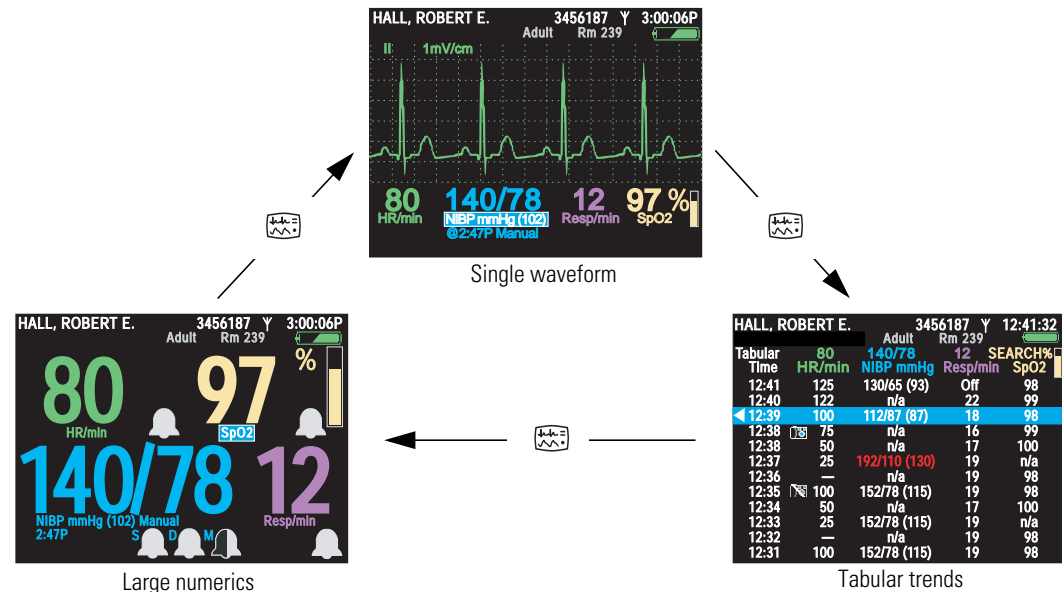 HALL, ROBERT E. 3456187 3:00:06P
Adult Rm 239
II 1mV/cm
80 140/78 12 97 %
HR/min NIBP mmHg (102) Resp/min SpO2
@2:47P Manual
Single waveform
HALL, ROBERT E. 3456187 3:00:06P
Adult Rm 239
80 97 %
HR/min SpO2
140/78 12
NIBP mmHg (102) Manual Resp/min
2:47P S D M
Large numerics
HALL, ROBERT E. 3456187 12:41:32
Adult Rm 239
Tabular 80 140/78 12 SEARCH%
Time HR/min NIBP mmHg Resp/min SpO2
12:41 125 130/65 (93) Off 98
12:40 122 n/a 22 99
12:39 100 112/87 (87) 18 98
12:38 75 n/a 16 99
12:38 50 n/a 17 100
12:37 25 192/110 (130) 19 n/a
12:36 — n/a 19 98
12:35 100 152/78 (115) 19 98
12:34 50 n/a 17 100
12:33 25 152/78 (115) 19 n/a
12:32 — n/a 19 98
12:31 100 152/78 (115) 19 98
Tabular trends